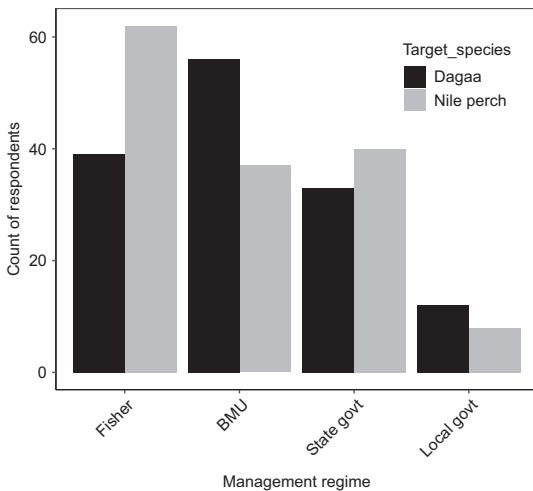 60
40
20
0
Count of respondents
Target_species
Dagaa
Nile perch
Fisher
BMU
State govt
Local govt
Management regime